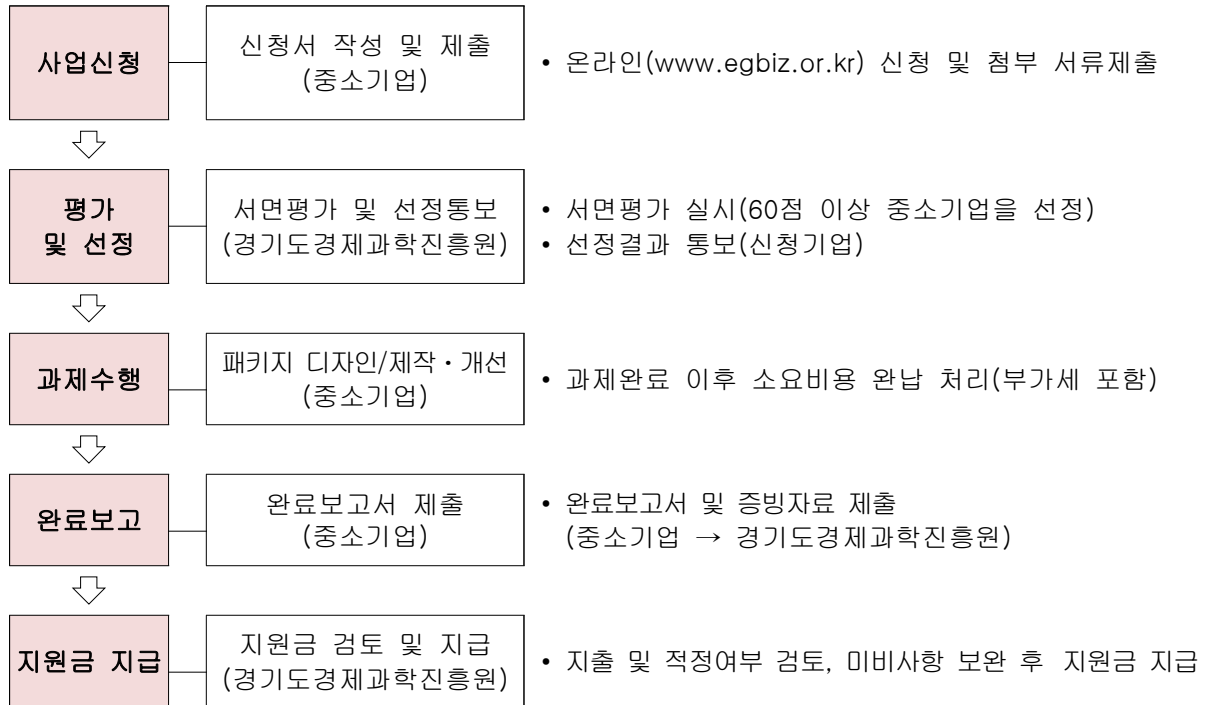 사업신청
신청서 작성 및 제출
(중소기업)
• 온라인(www.egbiz.or.kr) 신청 및 첨부 서류제출
평가
및 선정
서면평가 및 선정통보
(경기도경제과학진흥원)
• 서면평가 실시(60점 이상 중소기업을 선정)
• 선정결과 통보(신청기업)
과제수행
패키지 디자인/제작・개선
(중소기업)
• 과제완료 이후 소요비용 완납 처리(부가세 포함)
완료보고
완료보고서 제출
(중소기업)
• 완료보고서 및 증빙자료 제출
(중소기업 → 경기도경제과학진흥원)
지원금 지급
지원금 검토 및 지급
(경기도경제과학진흥원)
• 지출 및 적정여부 검토, 미비사항 보완 후 지원금 지급